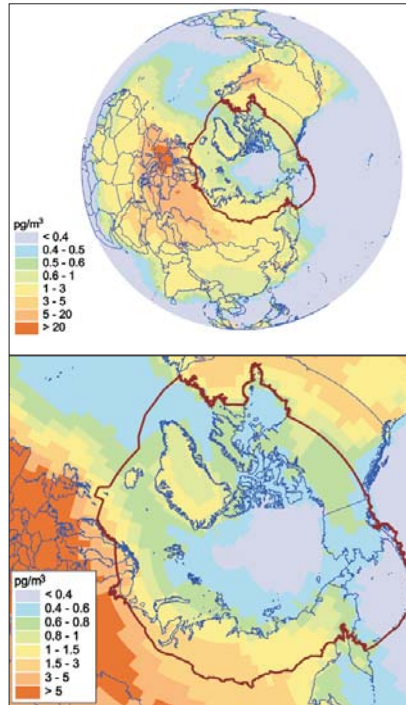 pg/m³
< 0.4
0.4 - 0.5
0.5 - 0.6
0.6 - 1
1 - 3
3 - 5
5 - 20
> 20
pg/m³
< 0.4
0.4 - 0.6
0.6 - 0.8
0.8 - 1
1 - 1.5
1.5 - 3
3 - 5
> 5